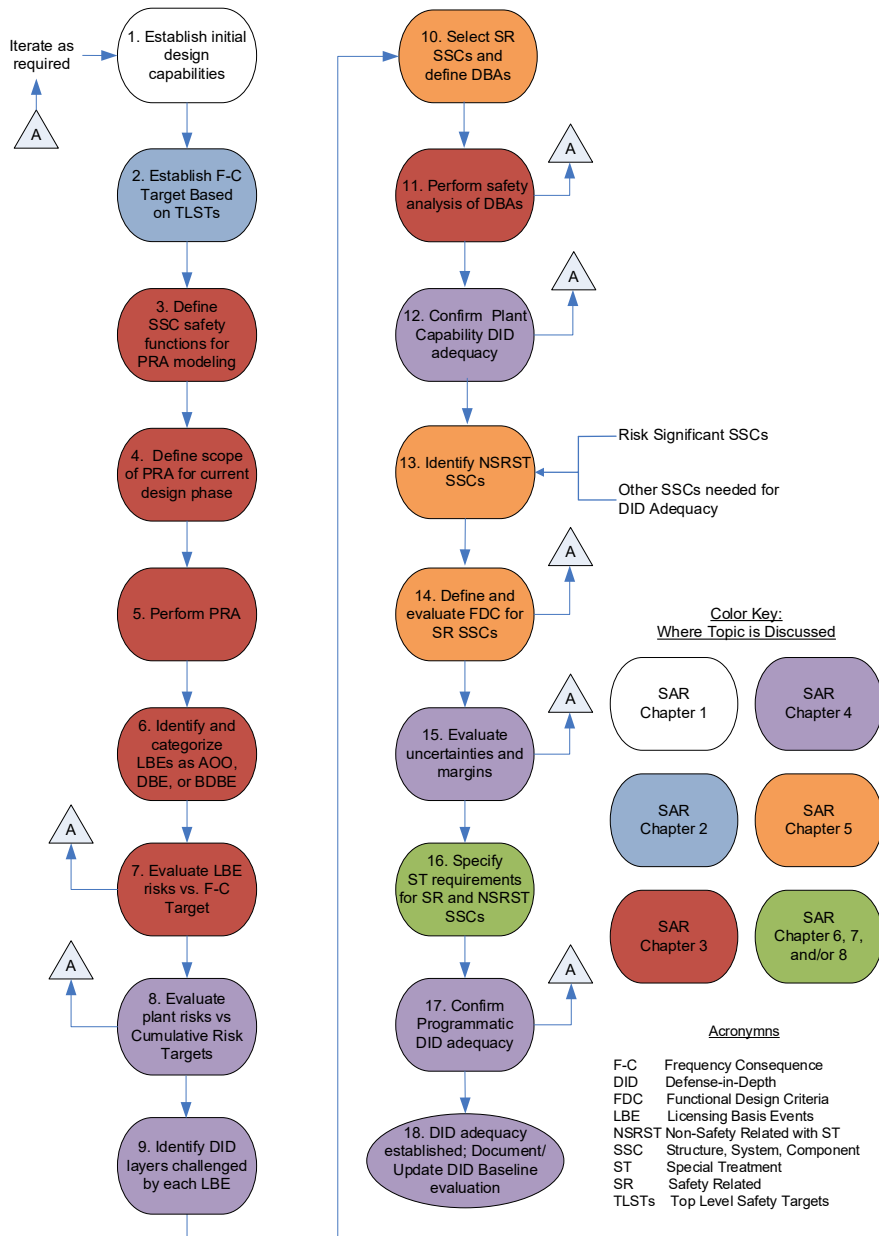 Iterate as
required
A
1. Establish initial
design
capabilities
2. Establish F-C
Target Based
on TLSTs
3. Define
SSC safety
functions for
PRA modeling
4. Define scope
of PRA for current
design phase
5. Perform PRA
6. Identify and
categorize
LBEs as AOO,
DBE, or BDBE
A
7. Evaluate LBE
risks vs. F-C
Target
A
8. Evaluate
plant risks vs
Cumulative Risk
Targets
9. Identify DID
layers challenged
by each LBE
10. Select SR
SSCs and
define DBAs
A
11. Perform safety
analysis of DBAs
A
12. Confirm Plant
Capability DID
adequacy
13. Identify NSRST
SSCs
Risk Significant SSCs
Other SSCs needed for
DID Adequacy
A
14. Define and
evaluate FDC for
SR SSCs
A
15. Evaluate
uncertainties and
margins
16. Specify
ST requirements
for SR and NSRST
SSCs
A
17. Confirm
Programmatic
DID adequacy
18. DID adequacy
established; Document/
Update DID Baseline
evaluation
Color Key:
Where Topic is Discussed
SAR
Chapter 1
SAR
Chapter 4
SAR
Chapter 2
SAR
Chapter 5
SAR
Chapter 3
SAR
Chapter 6, 7,
and/or 8
Acronymns
F-C Frequency Consequence
DID Defense-in-Depth
FDC Functional Design Criteria
LBE Licensing Basis Events
NSRST Non-Safety Related with ST
SSC Structure, System, Component
ST Special Treatment
SR Safety Related
TLSTs Top Level Safety Targets